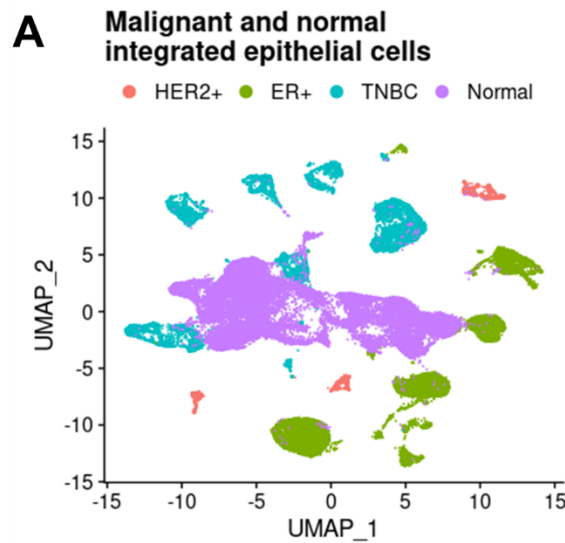 A
Malignant and normal
integrated epithelial cells
HER2+ ER+ TNBC Normal
15
10
5
0
-5
-10
-15
UMAP_2
-15 -10 -5 0 5 10 15
UMAP_1